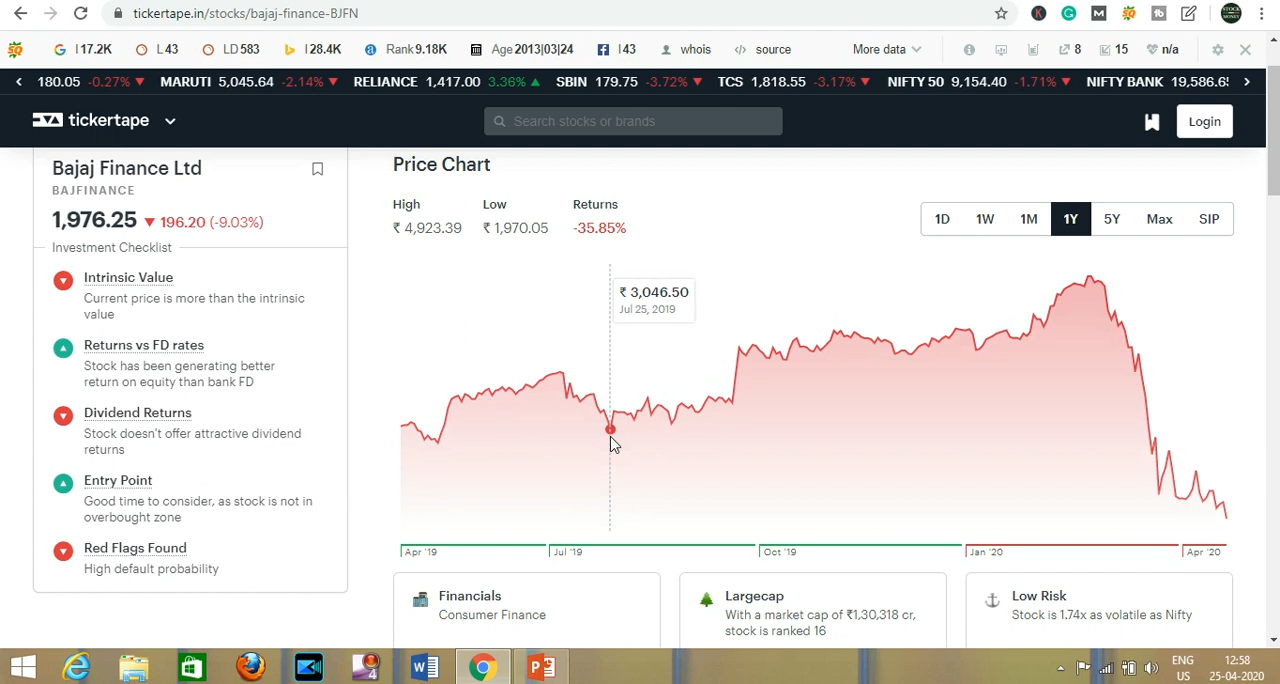 tickertape.in/stocks/bajaj-finance-BJFN
I17.2K L43 LD583 I28.4K Rank9.18K Age2013|03|24 I43 whois source More data 8 15 n/a
180.05 -0.27% MARUTI 5,045.64 -2.14% RELIANCE 1,417.00 3.36% SBIN 179.75 -3.72% TCS 1,818.55 -3.17% NIFTY 50 9,154.40 -1.71% NIFTY BANK 19,586.65
tickertape
Search stocks or brands
Login
Bajaj Finance Ltd
BAJFINANCE
1,976.25 196.20 (-9.03%)
Investment Checklist
Intrinsic Value
Current price is more than the intrinsic
value
Returns vs FD rates
Stock has been generating better
return on equity than bank FD
Dividend Returns
Stock doesn't offer attractive dividend
returns
Entry Point
Good time to consider, as stock is not in
overbought zone
Red Flags Found
High default probability
Price Chart
High Low Returns
₹ 4,923.39 ₹ 1,970.05 -35.85%
1D 1W 1M 1Y 5Y Max SIP
₹ 3,046.50
Jul 25, 2019
Apr '19 Jul '19 Oct '19 Jan '20 Apr '20
Financials
Consumer Finance
Largecap
With a market cap of ₹1,30,318 cr,
stock is ranked 16
Low Risk
Stock is 1.74x as volatile as Nifty
ENG
US
12:58
25-04-2020